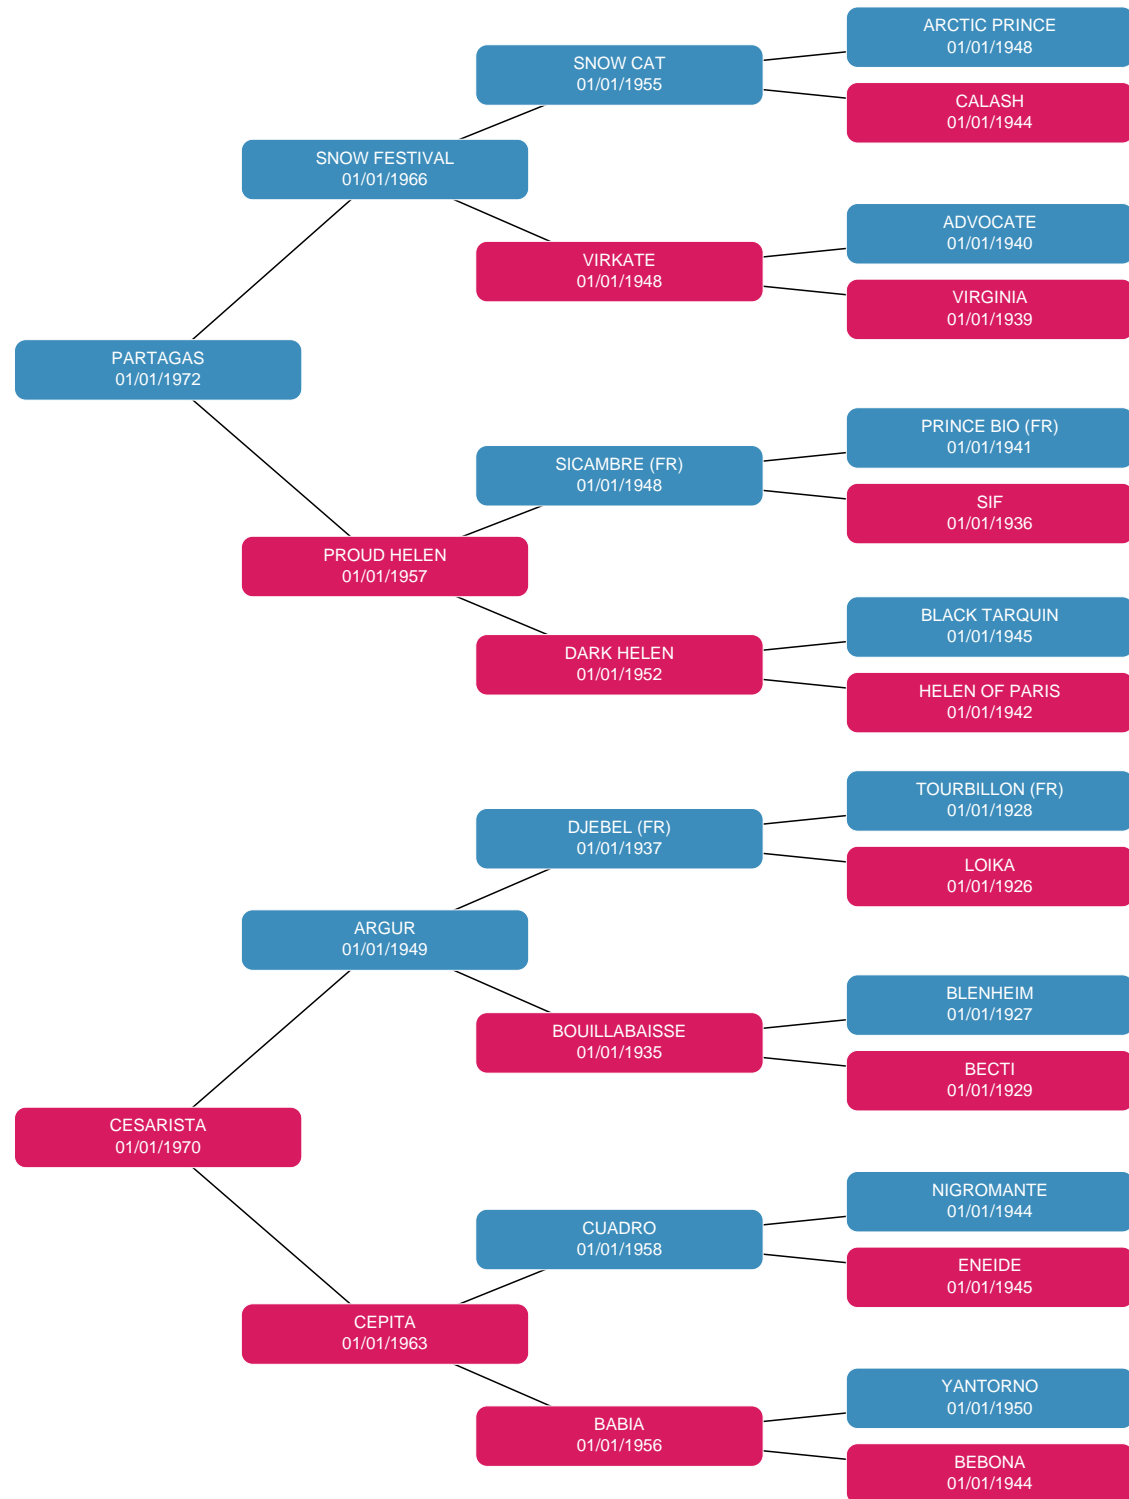 ARCTIC PRINCE
01/01/1948
SNOW CAT
01/01/1955
CALASH
01/01/1944
SNOW FESTIVAL
01/01/1966
ADVOCATE
01/01/1940
VIRKATE
01/01/1948
VIRGINIA
01/01/1939
PARTAGAS
01/01/1972
PRINCE BIO (FR)
01/01/1941
SICAMBRE (FR)
01/01/1948
SIF
01/01/1936
PROUD HELEN
01/01/1957
BLACK TARQUIN
01/01/1945
DARK HELEN
01/01/1952
HELEN OF PARIS
01/01/1942
TOURBILLON (FR)
01/01/1928
DJEBEL (FR)
01/01/1937
LOIKA
01/01/1926
ARGUR
01/01/1949
BLENHEIM
01/01/1927
BOUILLABAISSE
01/01/1935
BECTI
01/01/1929
CESARISTA
01/01/1970
NIGROMANTE
01/01/1944
CUADRO
01/01/1958
ENEIDE
01/01/1945
CEPITA
01/01/1963
YANTORNO
01/01/1950
BABIA
01/01/1956
BEBONA
01/01/1944